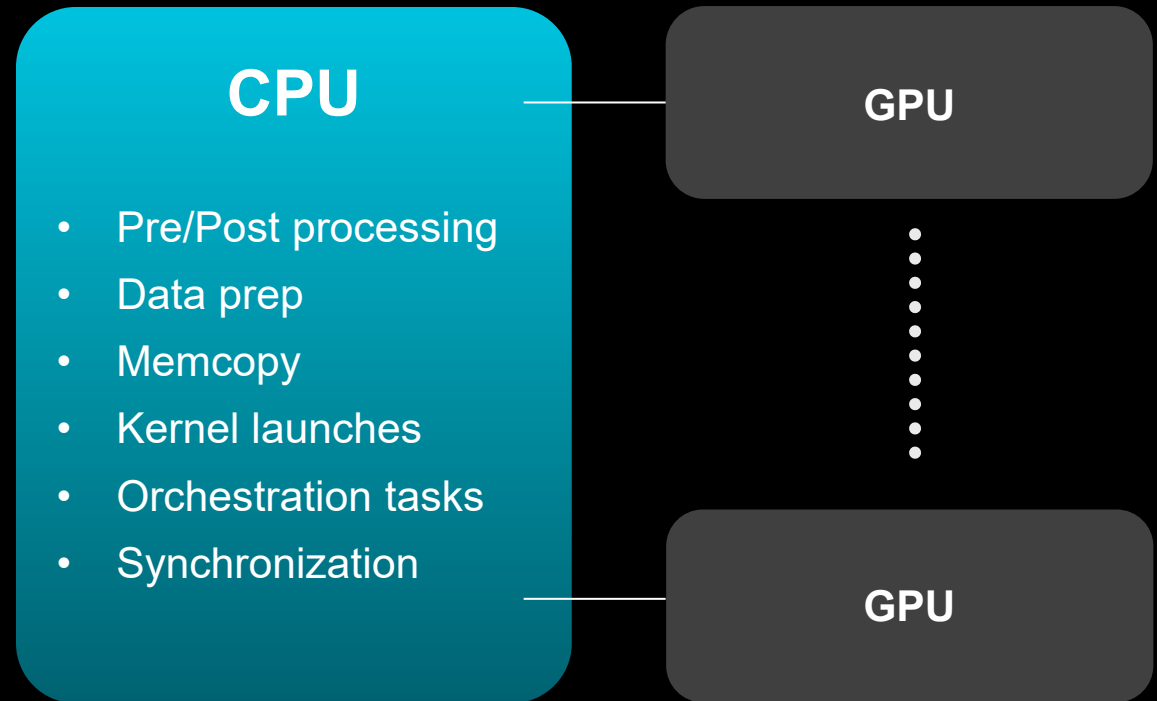 CPU
• Pre/Post processing
• Data prep
• Memcopy
• Kernel launches
• Orchestration tasks
• Synchronization
GPU
GPU